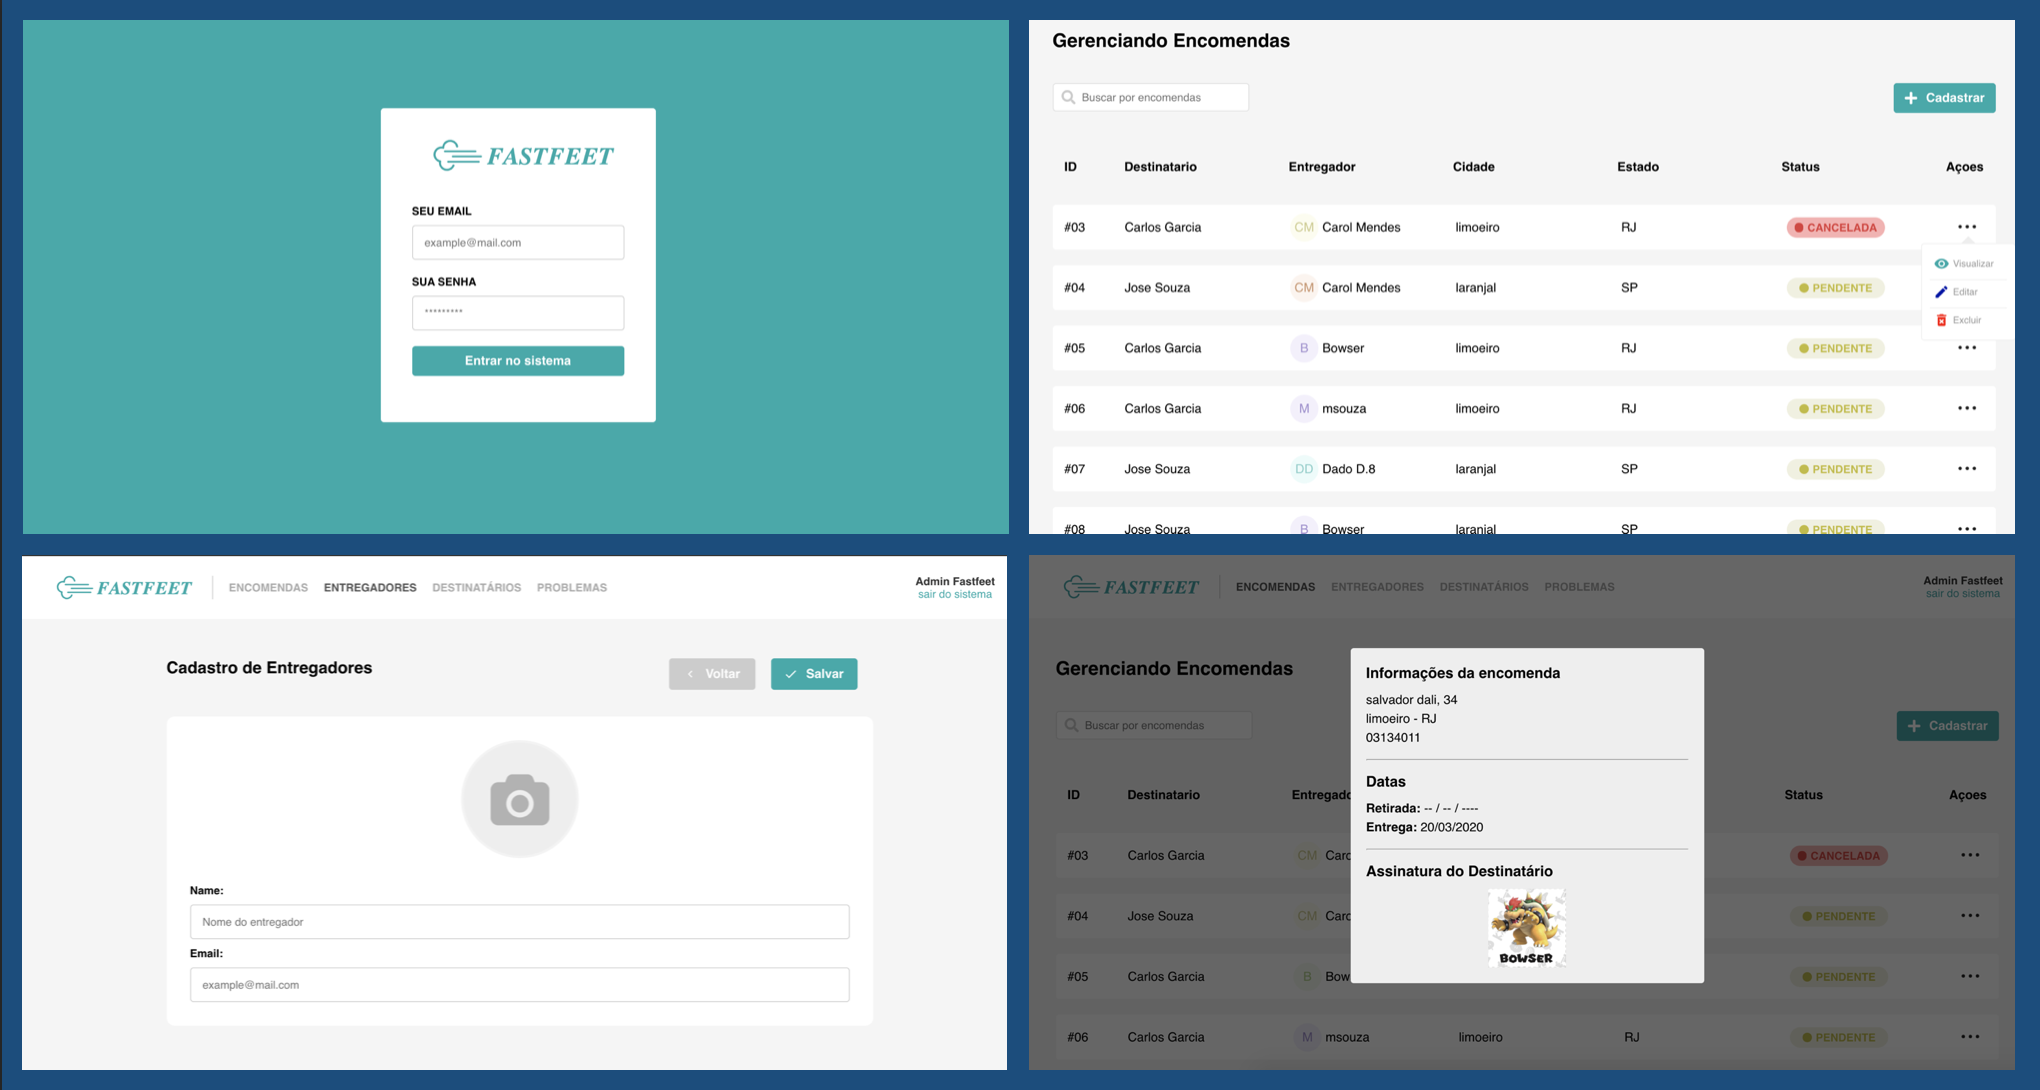 FASTFEET
SEU EMAIL
example@mail.com
SUA SENHA
*********
Entrar no sistema
Gerenciando Encomendas
Buscar por encomendas
Cadastrar
ID Destinatario Entregador Cidade Estado Status Açoes
#03 Carlos Garcia CM Carol Mendes limoeiro RJ CANCELADA
Visualizar
#04 Jose Souza CM Carol Mendes laranjal SP PENDENTE
Editar
Excluir
#05 Carlos Garcia B Bowser limoeiro RJ PENDENTE
#06 Carlos Garcia M msouza limoeiro RJ PENDENTE
#07 Jose Souza DD Dado D.8 laranjal SP PENDENTE
#08 Jose Souza B Bowser laranjal SP PENDENTE
FASTFEET ENCOMENDAS ENTREGADORES DESTINATÁRIOS PROBLEMAS Admin Fastfeet
sair do sistema
Cadastro de Entregadores
Voltar
Salvar
Name:
Nome do entregador
Email:
example@mail.com
FASTFEET ENCOMENDAS ENTREGADORES DESTINATÁRIOS PROBLEMAS Admin Fastfeet
sair do sistema
Gerenciando Encomendas
Buscar por encomendas
Cadastrar
ID Destinatario Entregad Status Açoes
#03 Carlos Garcia CM Carc CANCELADA
#04 Jose Souza CM Carc PENDENTE
#05 Carlos Garcia B Bow PENDENTE
#06 Carlos Garcia M msouza limoeiro RJ PENDENTE
Informações da encomenda
salvador dali, 34
limoeiro - RJ
03134011
Datas
Retirada: -- / -- / ----
Entrega: 20/03/2020
Assinatura do Destinatário
BOWSER